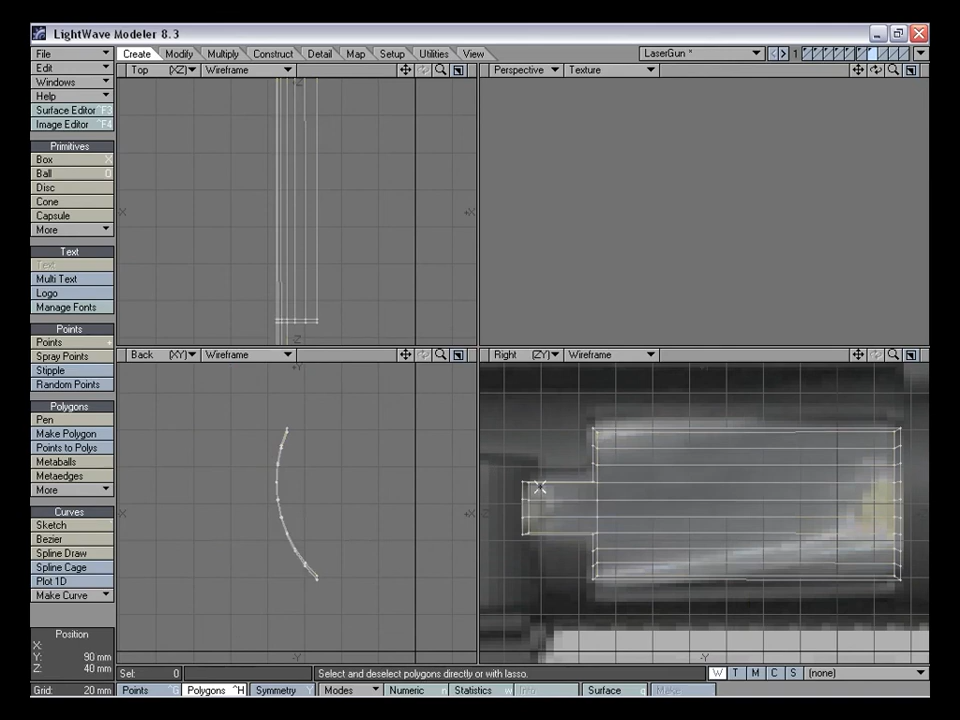 LightWave Modeler 8.3
File Create Modify Multiply Construct Detail Map Setup Utilities View LaserGun * 1
Edit Top (XZ) Wireframe Perspective Texture
Windows
Help
Surface Editor F3
Image Editor ^F4
Primitives
Box X
Ball O
Disc
Cone
Capsule
More
Text
Text
Multi Text
Logo
Manage Fonts
Points
Points +
Spray Points Back (XY) Wireframe Right (ZY) Wireframe
Stipple
Random Points
Polygons
Pen
Make Polygon
Points to Polys
Metaballs
Metaedges
More
Curves
Sketch
Bezier
Spline Draw
Spline Cage
Plot 1D
Make Curve
Position
X:
Y: 90 mm
Z: 40 mm Sel: 0 Select and deselect polygons directly or with lasso. W T M C S (none)
Grid: 20 mm Points ^G Polygons ^H Symmetry Y Modes Numeric n Statistics w Info Surface q